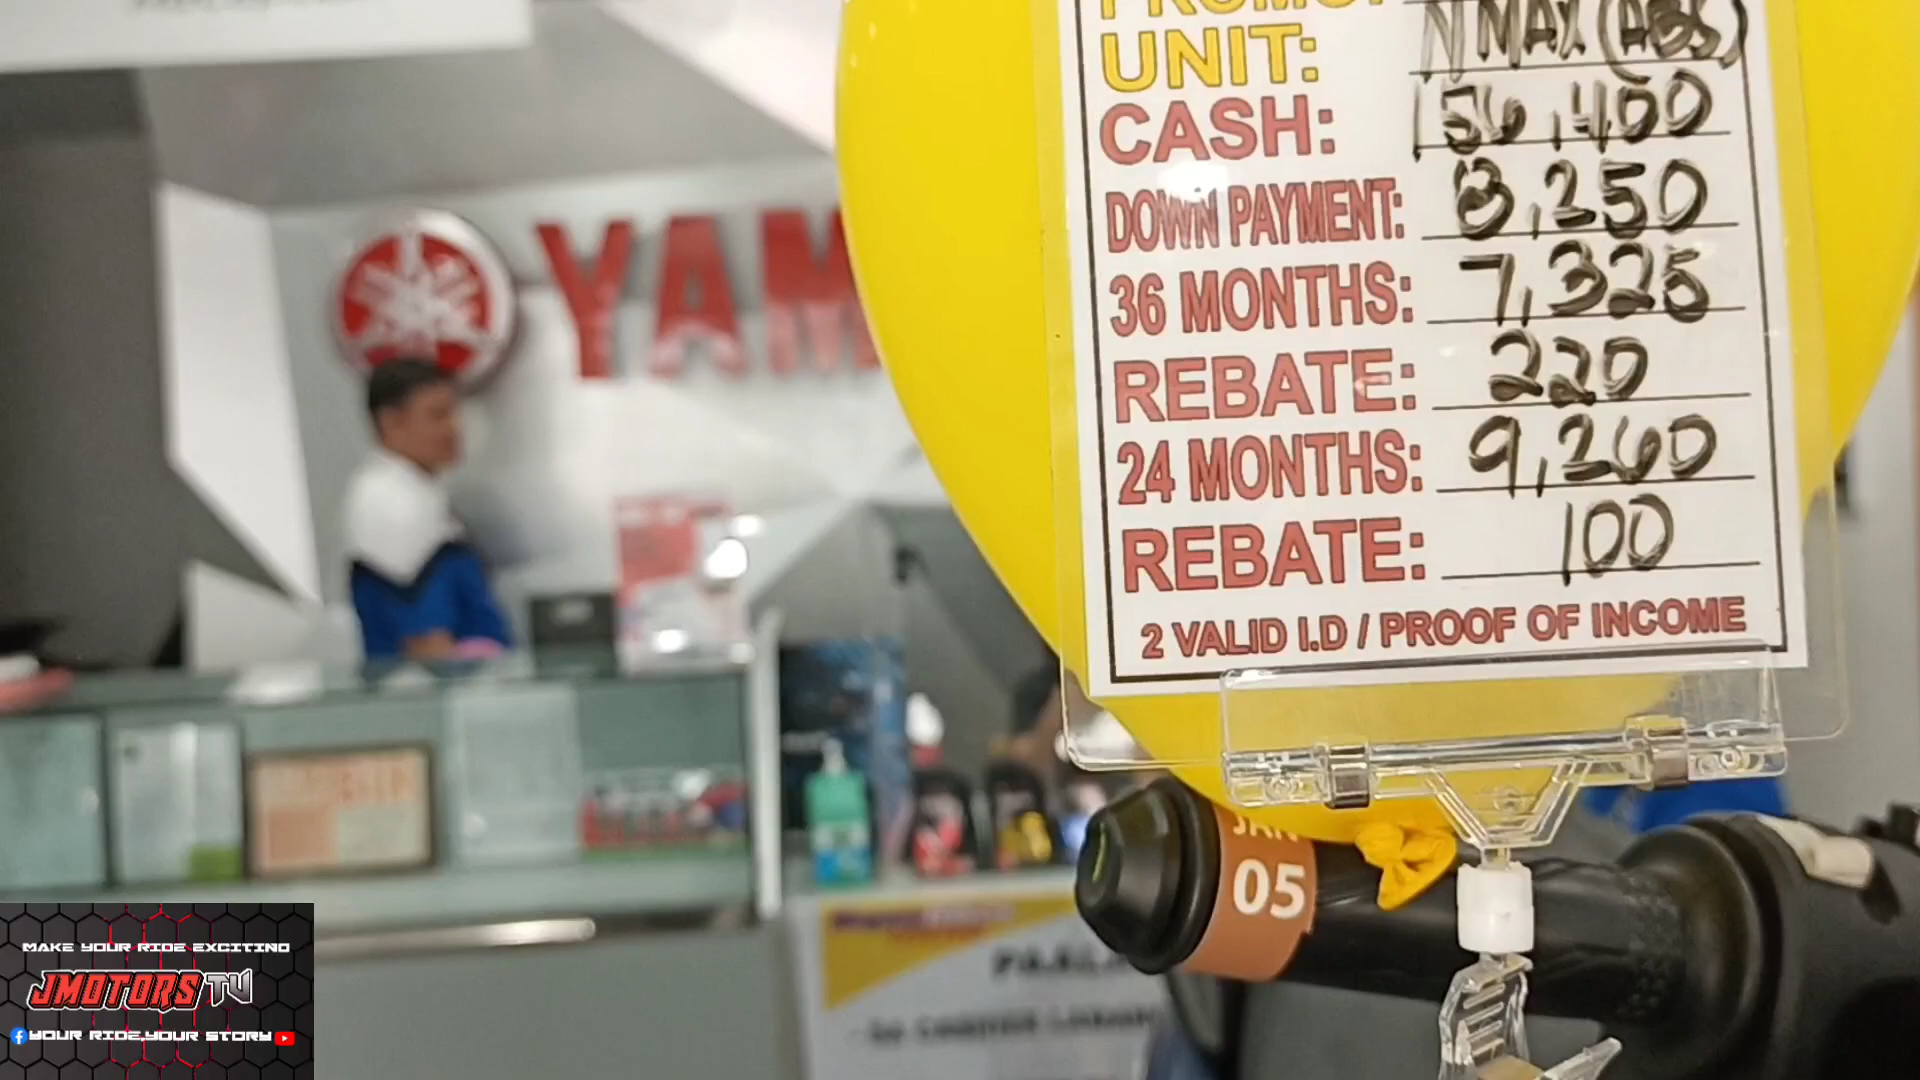 UNIT: NMAX (ABS)
CASH: 156,400
DOWN PAYMENT: 8,250
36 MONTHS: 7,325
REBATE: 220
24 MONTHS: 9,260
REBATE: 100
2 VALID I.D / PROOF OF INCOME
YAM
JAN
05
MAKE YOUR RIDE EXCITING
JMOTORS TV
YOUR RIDE,YOUR STORY